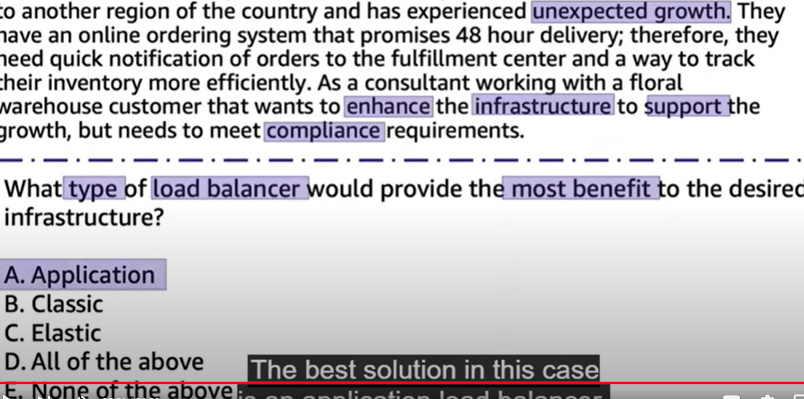 to another region of the country and has experienced unexpected growth. They
have an online ordering system that promises 48 hour delivery; therefore, they
need quick notification of orders to the fulfillment center and a way to track
their inventory more efficiently. As a consultant working with a floral
warehouse customer that wants to enhance the infrastructure to support the
growth, but needs to meet compliance requirements.
What type of load balancer would provide the most benefit to the desired
infrastructure?
A. Application
B. Classic
C. Elastic
D. All of the above
E. None of the above
The best solution in this case
is an application load balancer